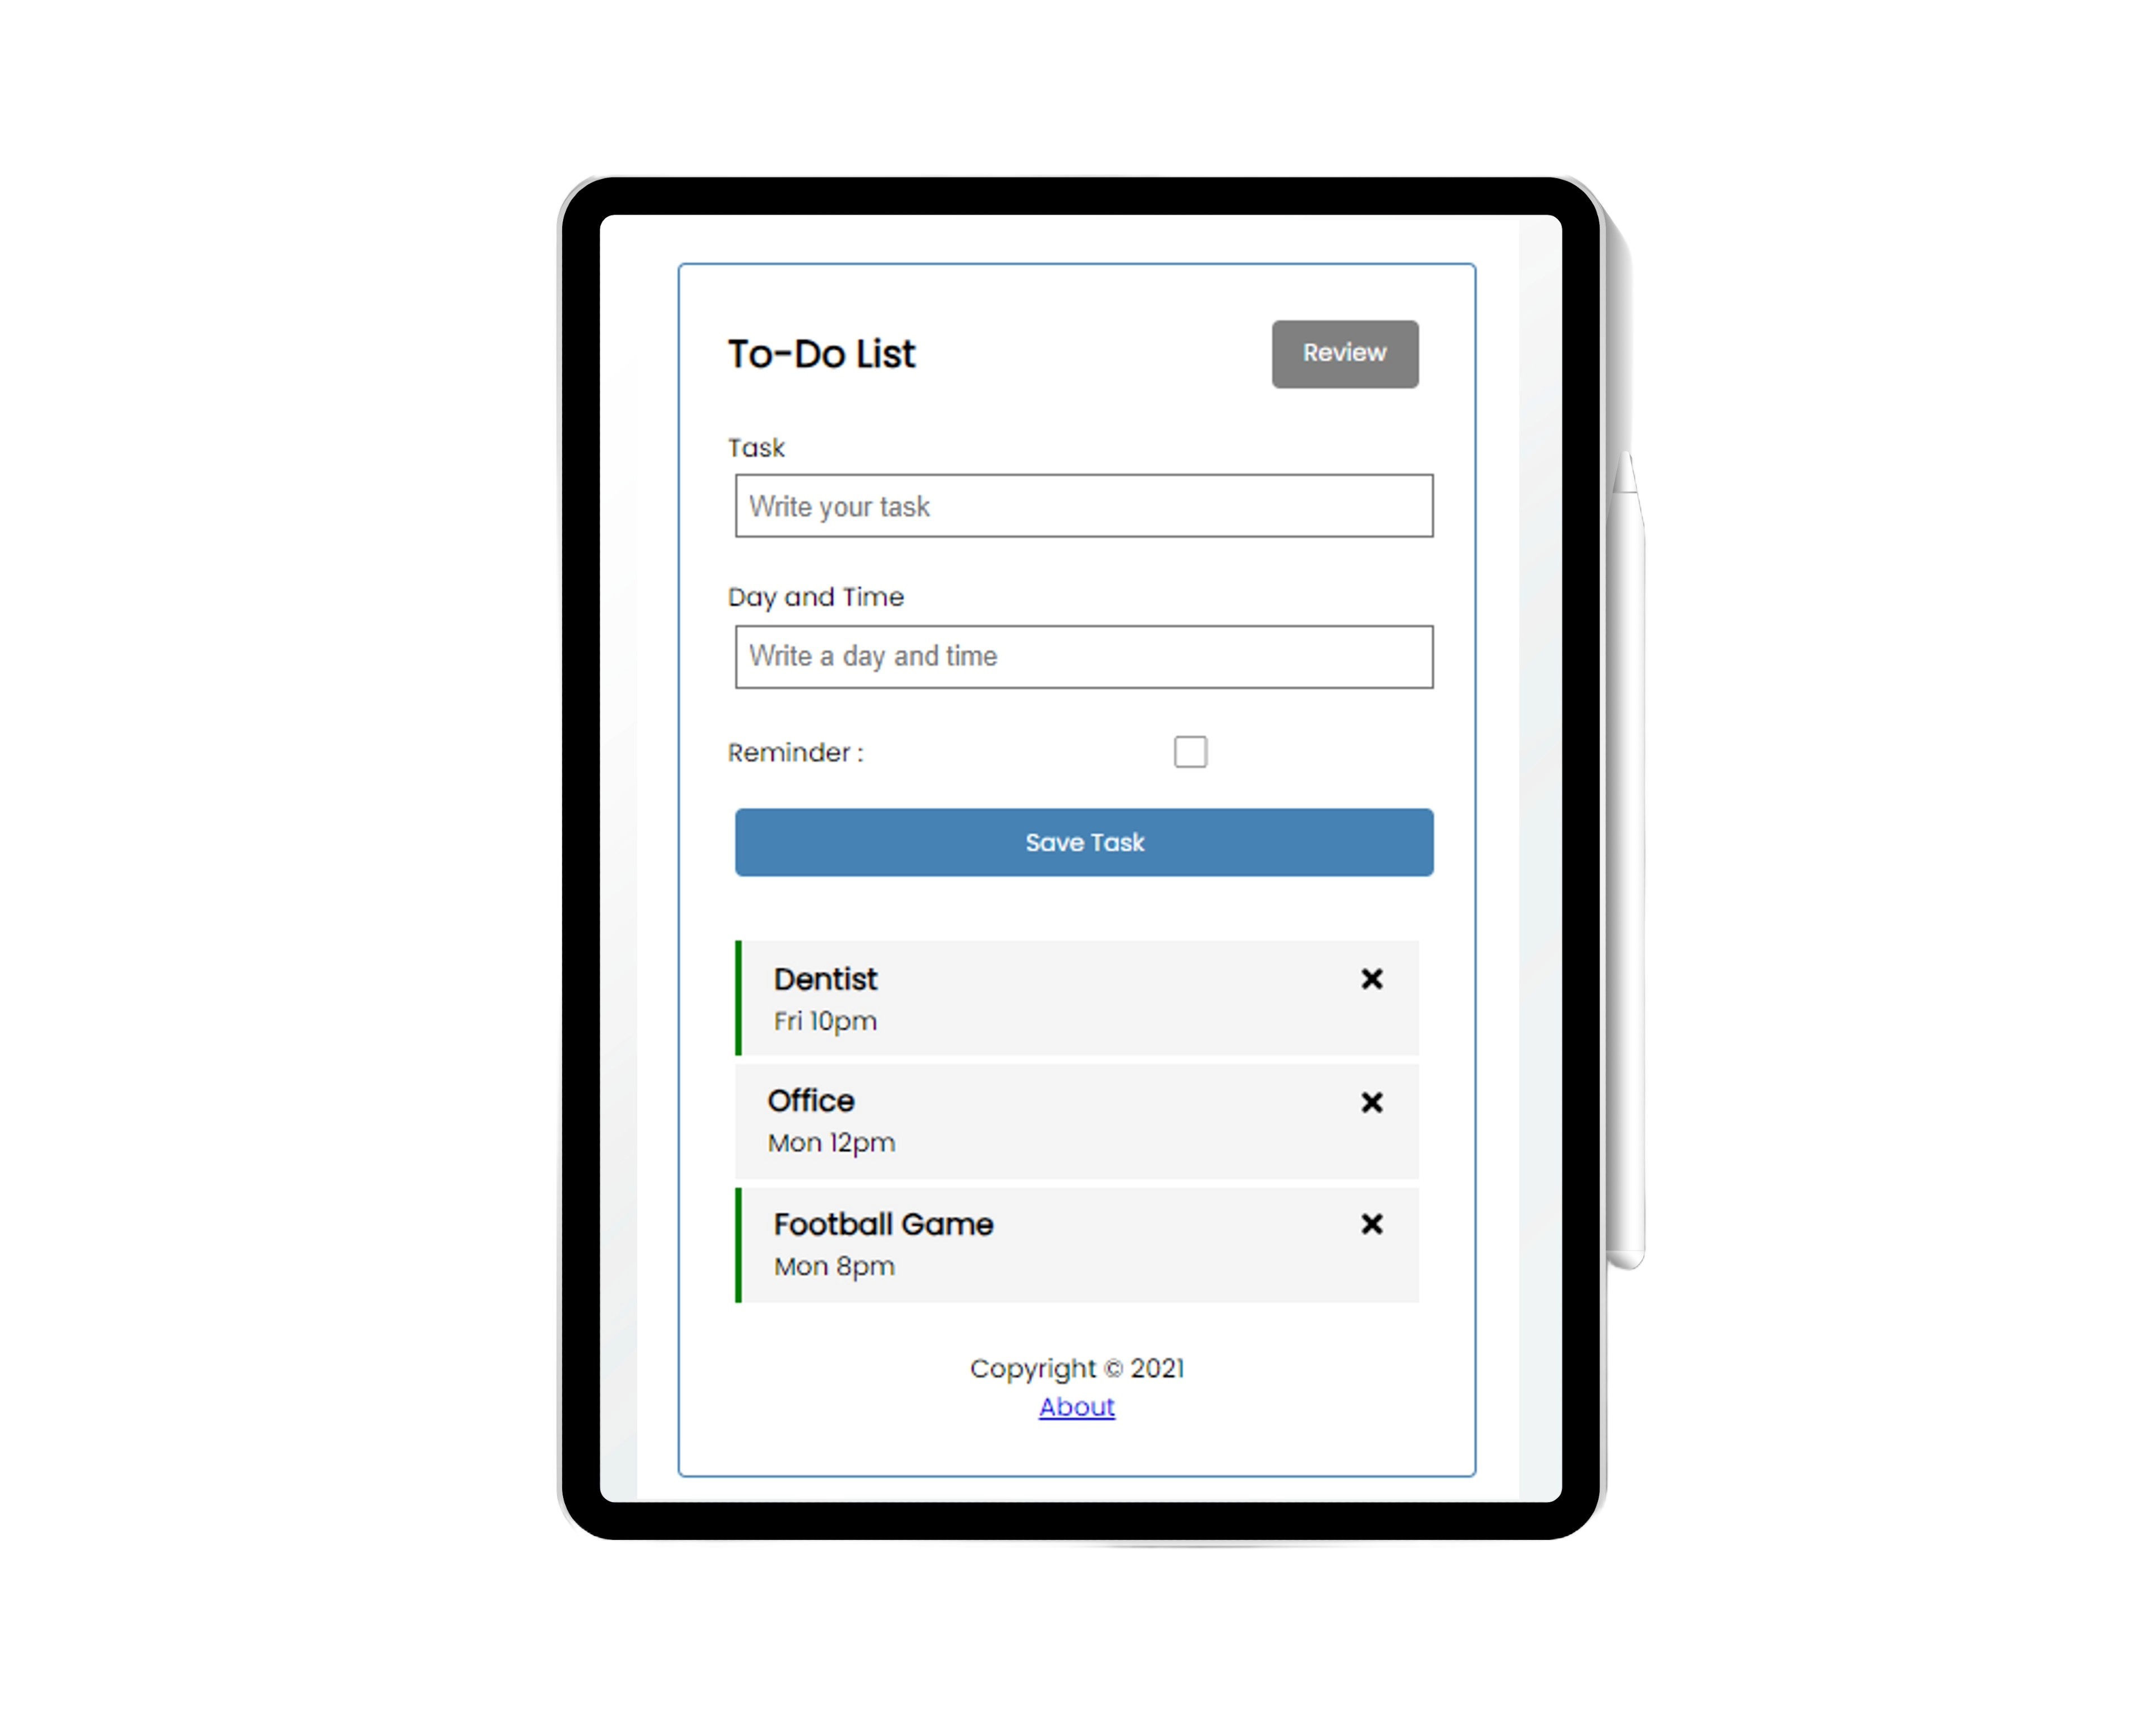 To-Do List
Review
Task
Write your task
Day and Time
Write a day and time
Reminder :
Save Task
Dentist
Fri 10pm
Office
Mon 12pm
Football Game
Mon 8pm
Copyright © 2021
About